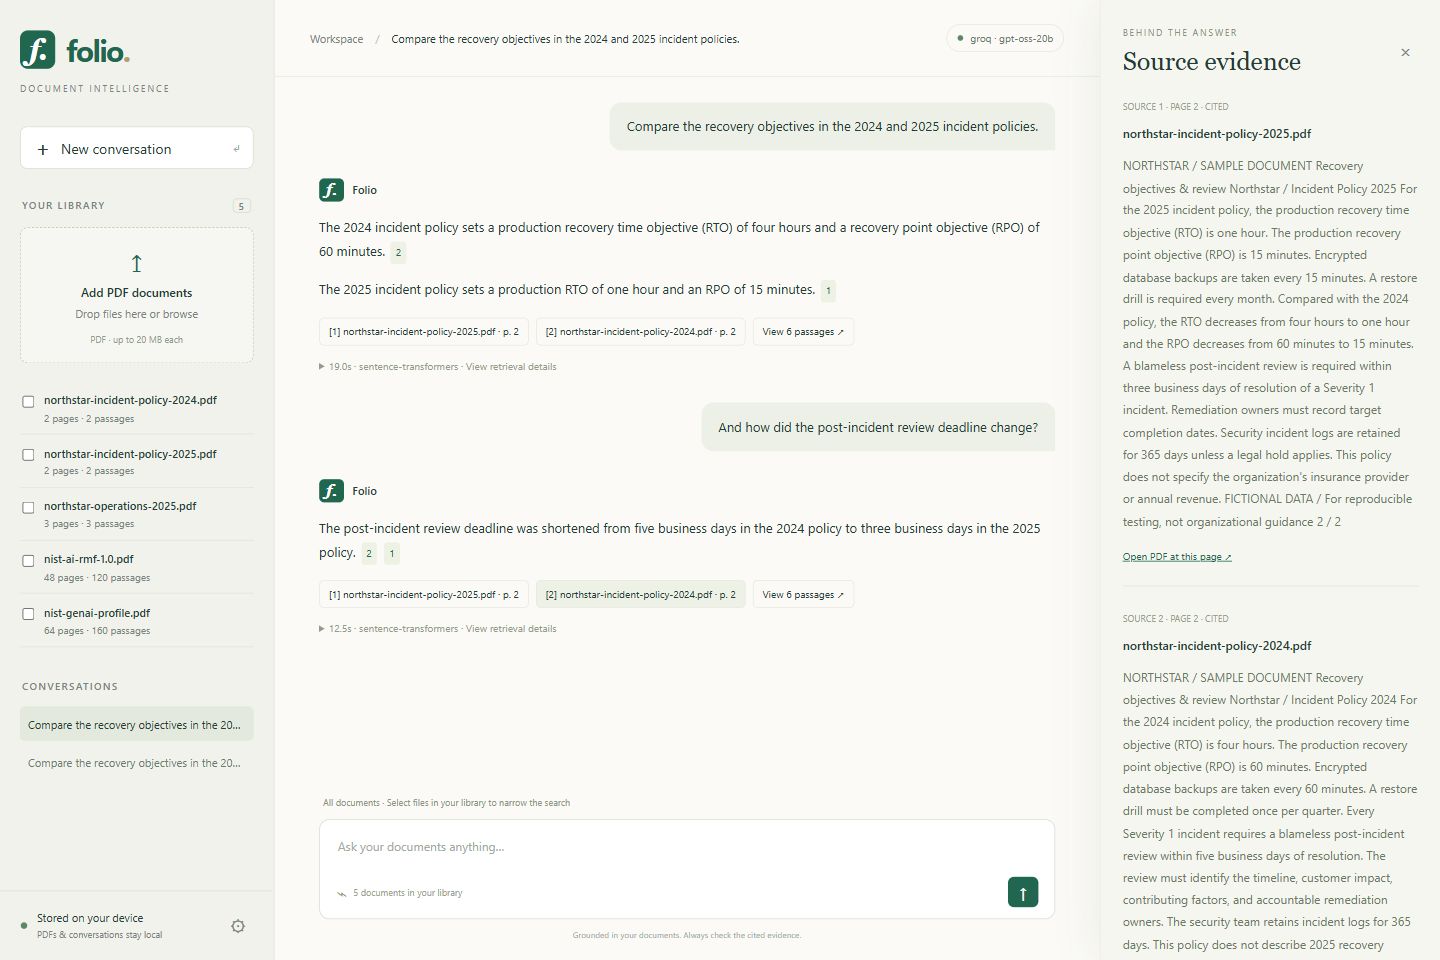 f. folio.
DOCUMENT INTELLIGENCE
+ New conversation
YOUR LIBRARY 5
Add PDF documents
Drop files here or browse
PDF · up to 20 MB each
northstar-incident-policy-2024.pdf
2 pages · 2 passages
northstar-incident-policy-2025.pdf
2 pages · 2 passages
northstar-operations-2025.pdf
3 pages · 3 passages
nist-ai-rmf-1.0.pdf
48 pages · 120 passages
nist-genai-profile.pdf
64 pages · 160 passages
CONVERSATIONS
Compare the recovery objectives in the 20...
Compare the recovery objectives in the 20...
Stored on your device
PDFs & conversations stay local
Workspace / Compare the recovery objectives in the 2024 and 2025 incident policies.
groq · gpt-oss-20b
Compare the recovery objectives in the 2024 and 2025 incident policies.
f. Folio
The 2024 incident policy sets a production recovery time objective (RTO) of four hours and a recovery point objective (RPO) of
60 minutes. 2
The 2025 incident policy sets a production RTO of one hour and an RPO of 15 minutes. 1
[1] northstar-incident-policy-2025.pdf · p. 2 [2] northstar-incident-policy-2024.pdf · p. 2 View 6 passages ↗
▶ 19.0s · sentence-transformers · View retrieval details
And how did the post-incident review deadline change?
f. Folio
The post-incident review deadline was shortened from five business days in the 2024 policy to three business days in the 2025
policy. 2 1
[1] northstar-incident-policy-2025.pdf · p. 2 [2] northstar-incident-policy-2024.pdf · p. 2 View 6 passages ↗
▶ 12.5s · sentence-transformers · View retrieval details
All documents · Select files in your library to narrow the search
Ask your documents anything...
5 documents in your library
Grounded in your documents. Always check the cited evidence.
BEHIND THE ANSWER
Source evidence ×
SOURCE 1 · PAGE 2 · CITED
northstar-incident-policy-2025.pdf
NORTHSTAR / SAMPLE DOCUMENT Recovery
objectives & review Northstar / Incident Policy 2025 For
the 2025 incident policy, the production recovery time
objective (RTO) is one hour. The production recovery
point objective (RPO) is 15 minutes. Encrypted
database backups are taken every 15 minutes. A restore
drill is required every month. Compared with the 2024
policy, the RTO decreases from four hours to one hour
and the RPO decreases from 60 minutes to 15 minutes.
A blameless post-incident review is required within
three business days of resolution of a Severity 1
incident. Remediation owners must record target
completion dates. Security incident logs are retained
for 365 days unless a legal hold applies. This policy
does not specify the organization's insurance provider
or annual revenue. FICTIONAL DATA / For reproducible
testing, not organizational guidance 2 / 2
Open PDF at this page ↗
SOURCE 2 · PAGE 2 · CITED
northstar-incident-policy-2024.pdf
NORTHSTAR / SAMPLE DOCUMENT Recovery
objectives & review Northstar / Incident Policy 2024 For
the 2024 incident policy, the production recovery time
objective (RTO) is four hours. The production recovery
point objective (RPO) is 60 minutes. Encrypted
database backups are taken every 60 minutes. A restore
drill must be completed once per quarter. Every
Severity 1 incident requires a blameless post-incident
review within five business days of resolution. The
review must identify the timeline, customer impact,
contributing factors, and accountable remediation
owners. The security team retains incident logs for 365
days. This policy does not describe 2025 recovery